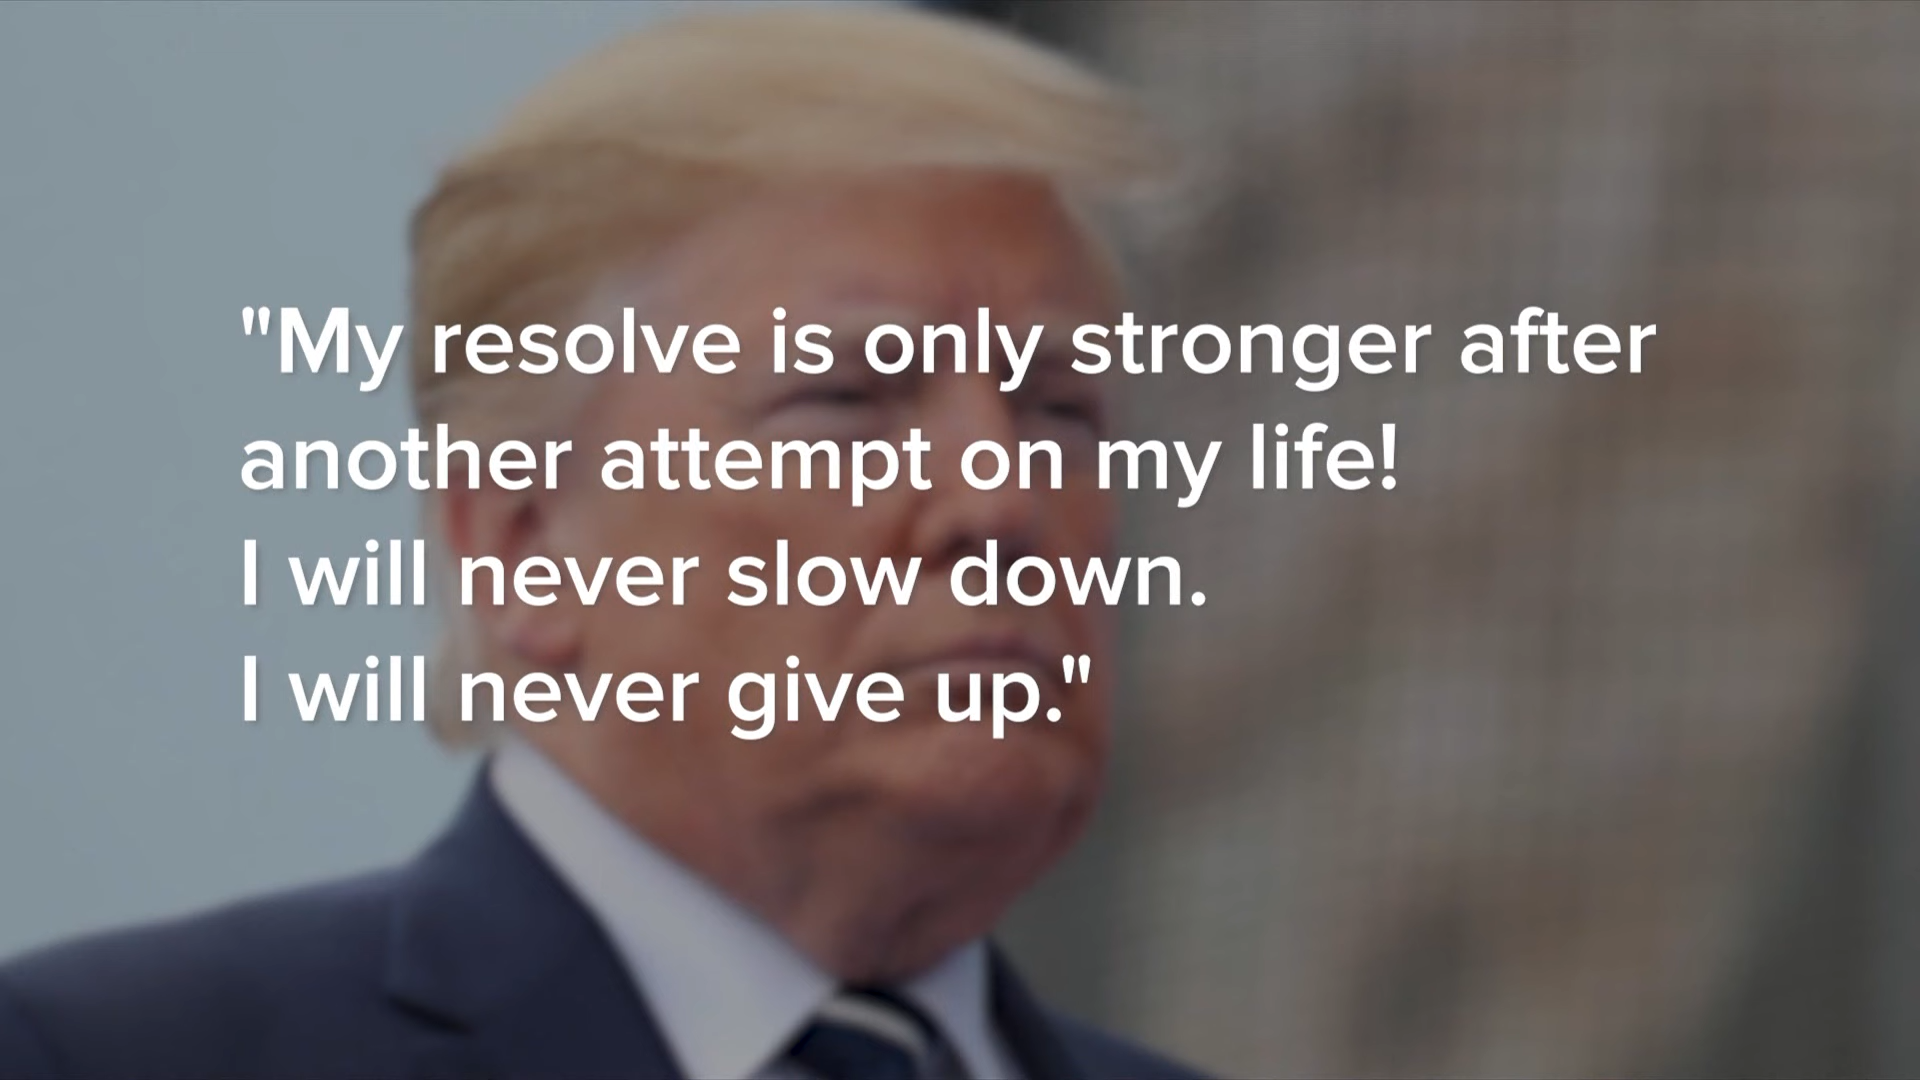 "My resolve is only stronger after
another attempt on my life!
I will never slow down.
I will never give up."